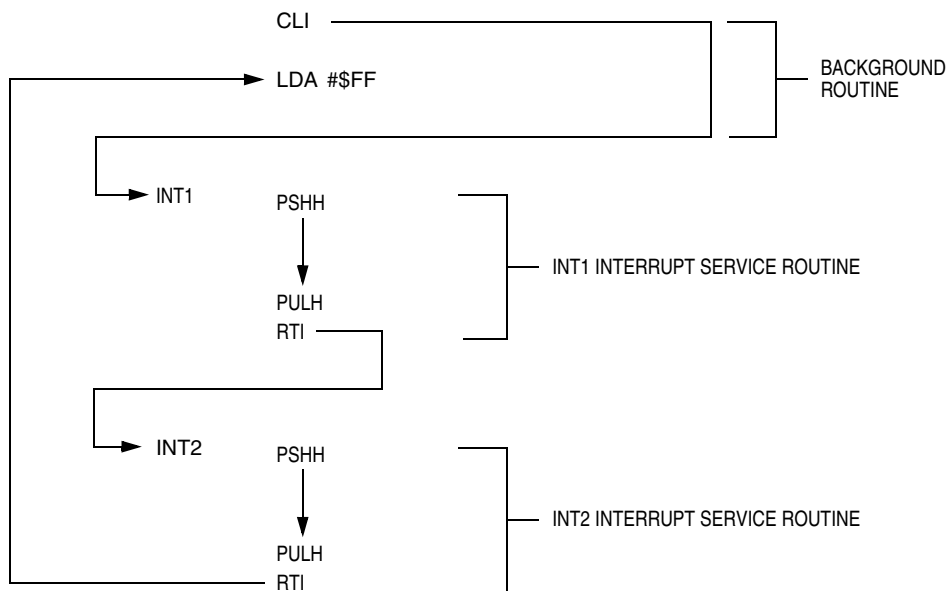 CLI
LDA #$FF
BACKGROUND
ROUTINE
INT1
PSHH
INT1 INTERRUPT SERVICE ROUTINE
PULH
RTI
INT2
PSHH
INT2 INTERRUPT SERVICE ROUTINE
PULH
RTI